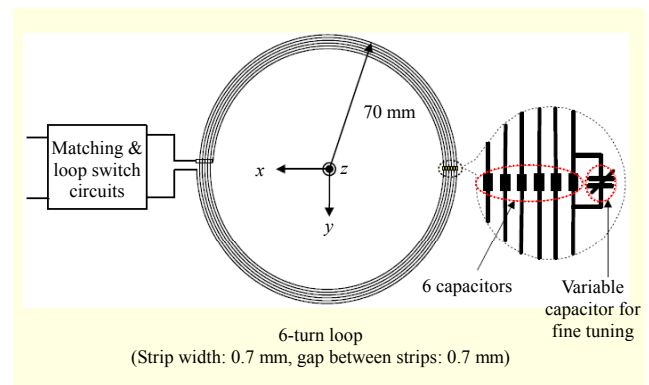 70 mm
Matching &
loop switch
circuits
x
z
y
6 capacitors
Variable
capacitor for
fine tuning
6-turn loop
(Strip width: 0.7 mm, gap between strips: 0.7 mm)